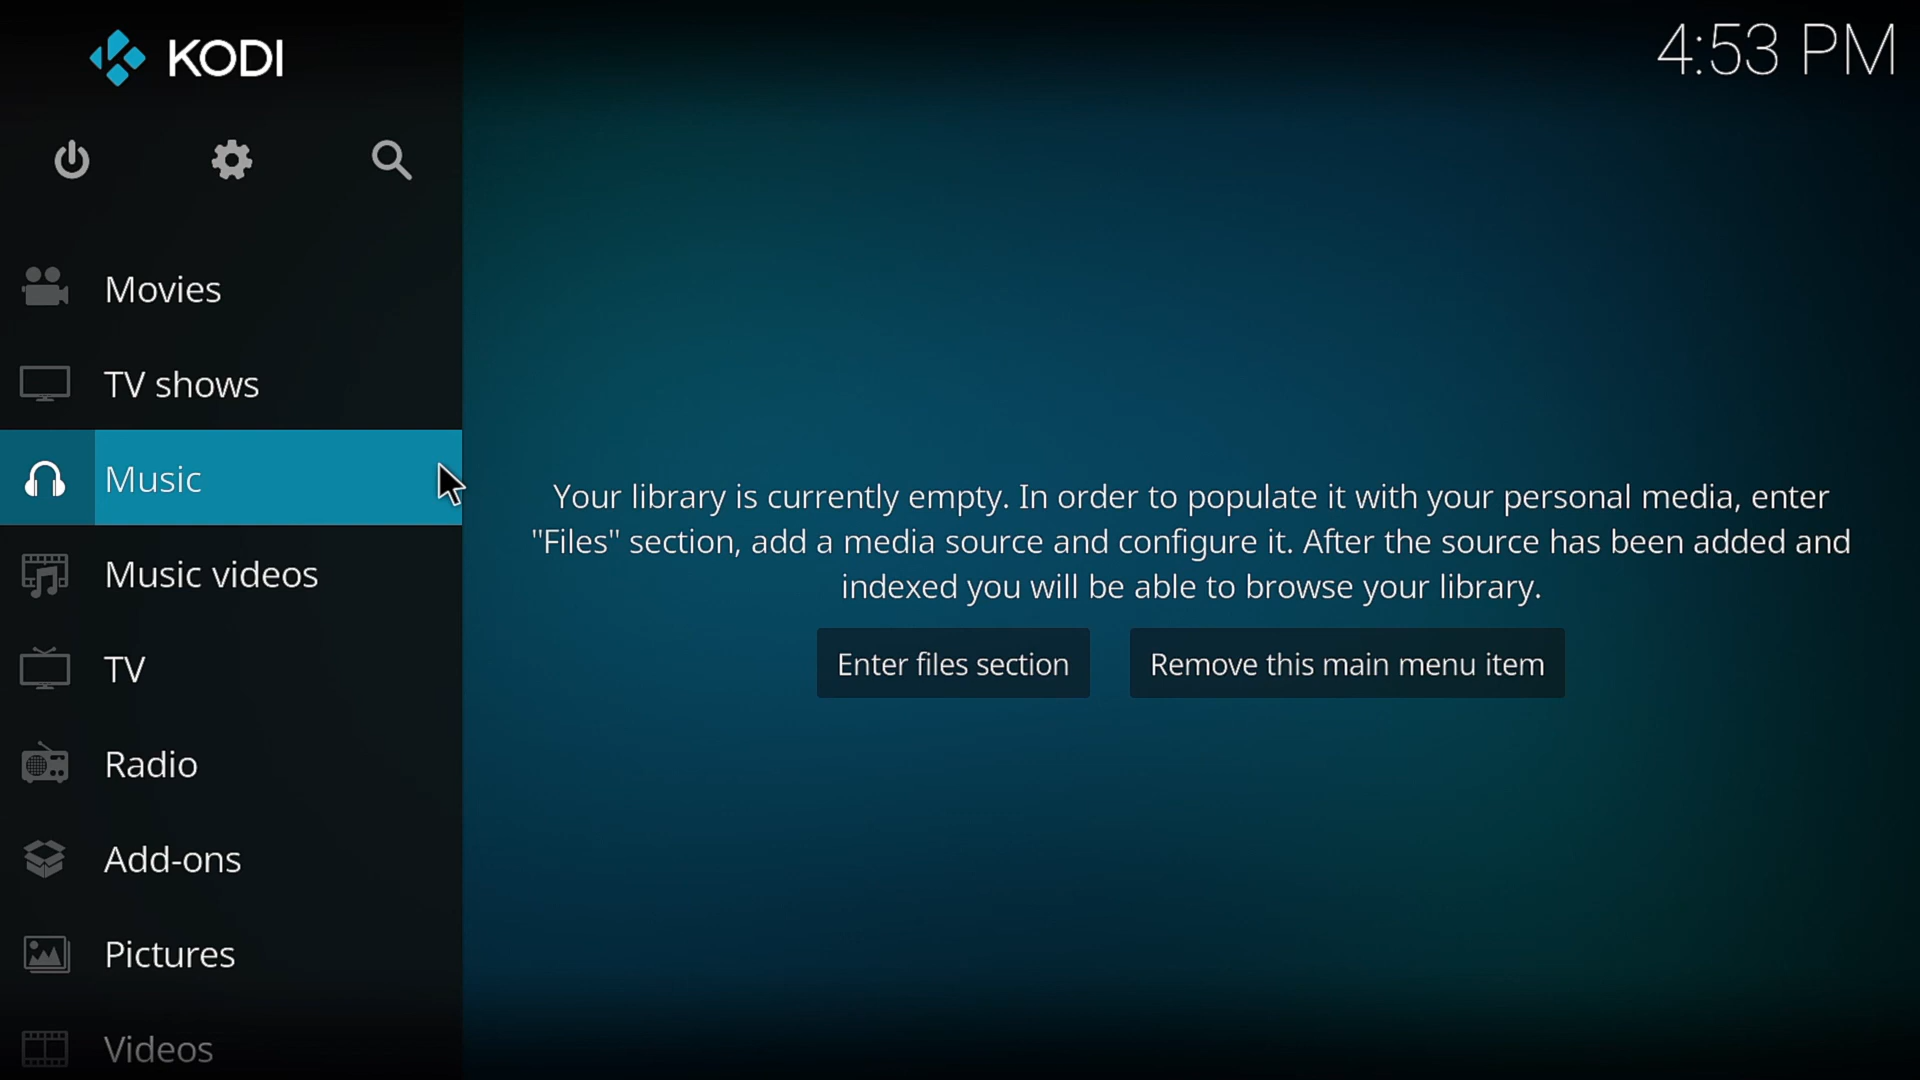 KODI
4:53 PM
Movies
TV shows
Music
Music videos
TV
Radio
Add-ons
Pictures
Videos
Your library is currently empty. In order to populate it with your personal media, enter
"Files" section, add a media source and configure it. After the source has been added and
indexed you will be able to browse your library.
Enter files section
Remove this main menu item